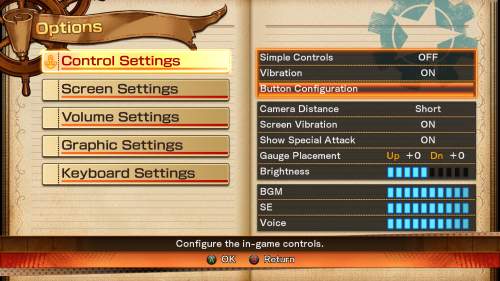 Options
Control Settings
Screen Settings
Volume Settings
Graphic Settings
Keyboard Settings
Simple Controls OFF
Vibration ON
Button Configuration
Camera Distance Short
Screen Vibration ON
Show Special Attack ON
Gauge Placement Up +0 Dn +0
Brightness
BGM
SE
Voice
Configure the in-game controls.
A OK B Return